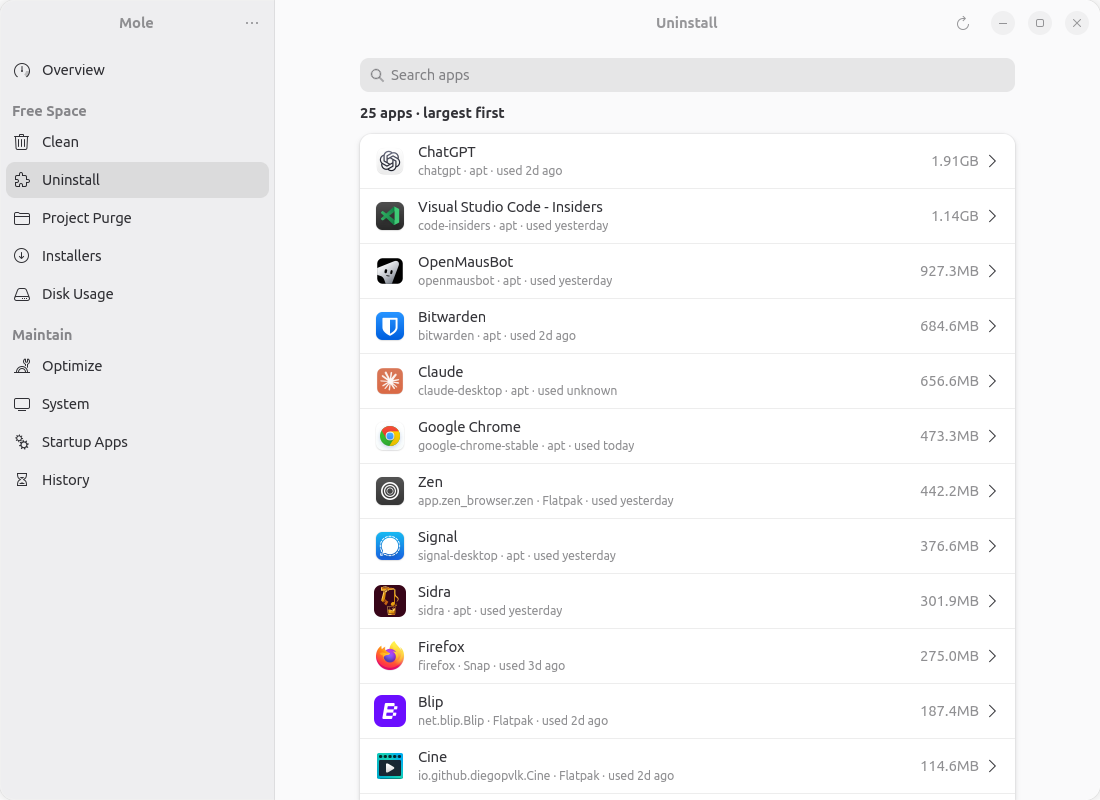 Mole
Uninstall
Overview
Free Space
Clean
Uninstall
Project Purge
Installers
Disk Usage
Maintain
Optimize
System
Startup Apps
History
Search apps
25 apps · largest first
ChatGPT
chatgpt · apt · used 2d ago
1.91GB
Visual Studio Code - Insiders
code-insiders · apt · used yesterday
1.14GB
OpenMausBot
openmausbot · apt · used yesterday
927.3MB
Bitwarden
bitwarden · apt · used 2d ago
684.6MB
Claude
claude-desktop · apt · used unknown
656.6MB
Google Chrome
google-chrome-stable · apt · used today
473.3MB
Zen
app.zen_browser.zen · Flatpak · used yesterday
442.2MB
Signal
signal-desktop · apt · used yesterday
376.6MB
Sidra
sidra · apt · used yesterday
301.9MB
Firefox
firefox · Snap · used 3d ago
275.0MB
Blip
net.blip.Blip · Flatpak · used 2d ago
187.4MB
Cine
io.github.diegopvlk.Cine · Flatpak · used 2d ago
114.6MB